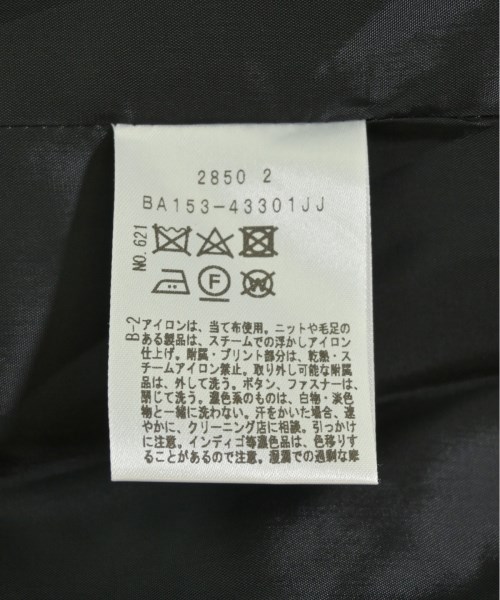 2850 2
BA153-43301JJ
NO.621
F
W
B-2
アイロンは、当て布使用。ニットや毛足の
ある製品は、スチームでの浮かしアイロン
仕上げ。附属・プリント部分は、乾熱・ス
チームアイロン禁止。取り外し可能な附属
品は、外して洗う。ボタン、ファスナーは、
閉じて洗う。濃色系のものは、白物・淡色
物と一緒に洗わない。汗をかいた場合、速
やかに、クリーニング店に相談。引っかけ
に注意。インディゴ等濃色品は、色移りす
ることがあるので注意。湿潤での過剰な摩